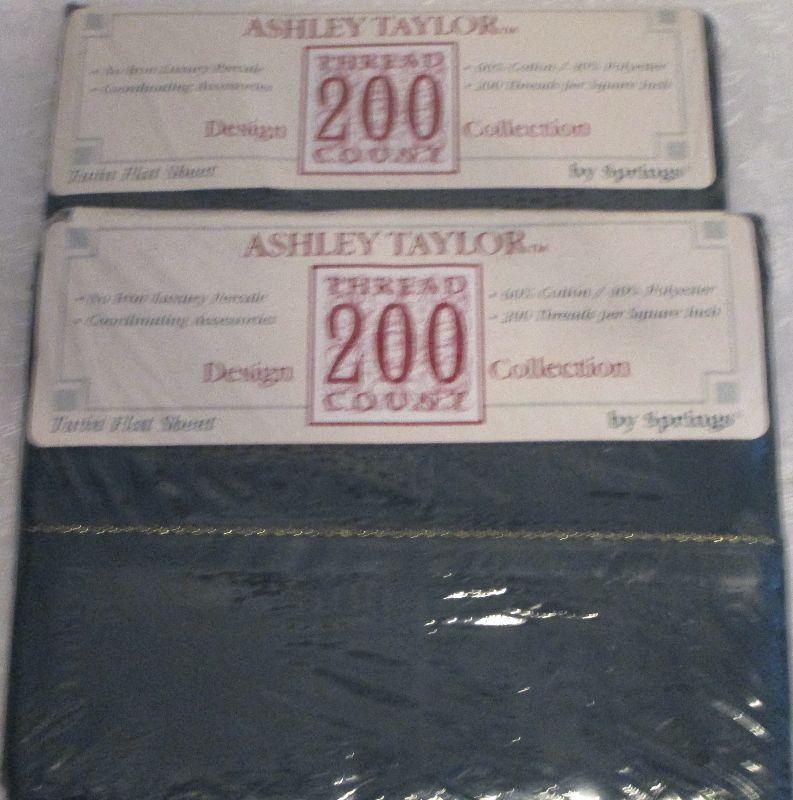 ASHLEY TAYLOR™
- No Iron Luxury Percale
- Coordinating Accessories
THREAD
200
COUNT
- 60% Cotton / 40% Polyester
- 200 Threads per Square Inch
Design
Collection
Twin Flat Sheet
by Springs
ASHLEY TAYLOR™
- No Iron Luxury Percale
- Coordinating Accessories
THREAD
200
COUNT
- 60% Cotton / 40% Polyester
- 200 Threads per Square Inch
Design
Collection
Twin Flat Sheet
by Springs